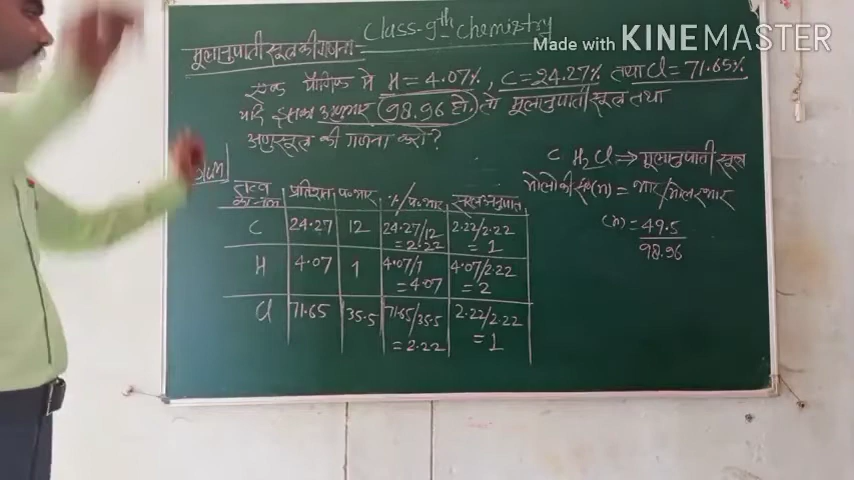 Class-9th Chemistry
Made with KINEMASTER
मूलानुपाती सूत्र की गणना-
एक यौगिक मे H = 4.07%, C = 24.27% तथा Cl = 71.65%
यदि इसका अणुभार 98.96 हो, तो मूलानुपाती सूत्र तथा
अणुसूत्र की गणना करो?
तत्व का नाम प्रतिशत प०भार %/प०भार सरल अनुपात
C 24.27 12 24.27/12 = 2.22 2.22/2.22 = 1
H 4.07 1 4.07/1 = 4.07 4.07/2.22 = 2
Cl 71.65 35.5 71.65/35.5 = 2.22 2.22/2.22 = 1
C H₂Cl ⇒ मूलानुपाती सूत्र
मोलो की सं०(n) = भार/मोलर भार
(n) = 49.5/98.96